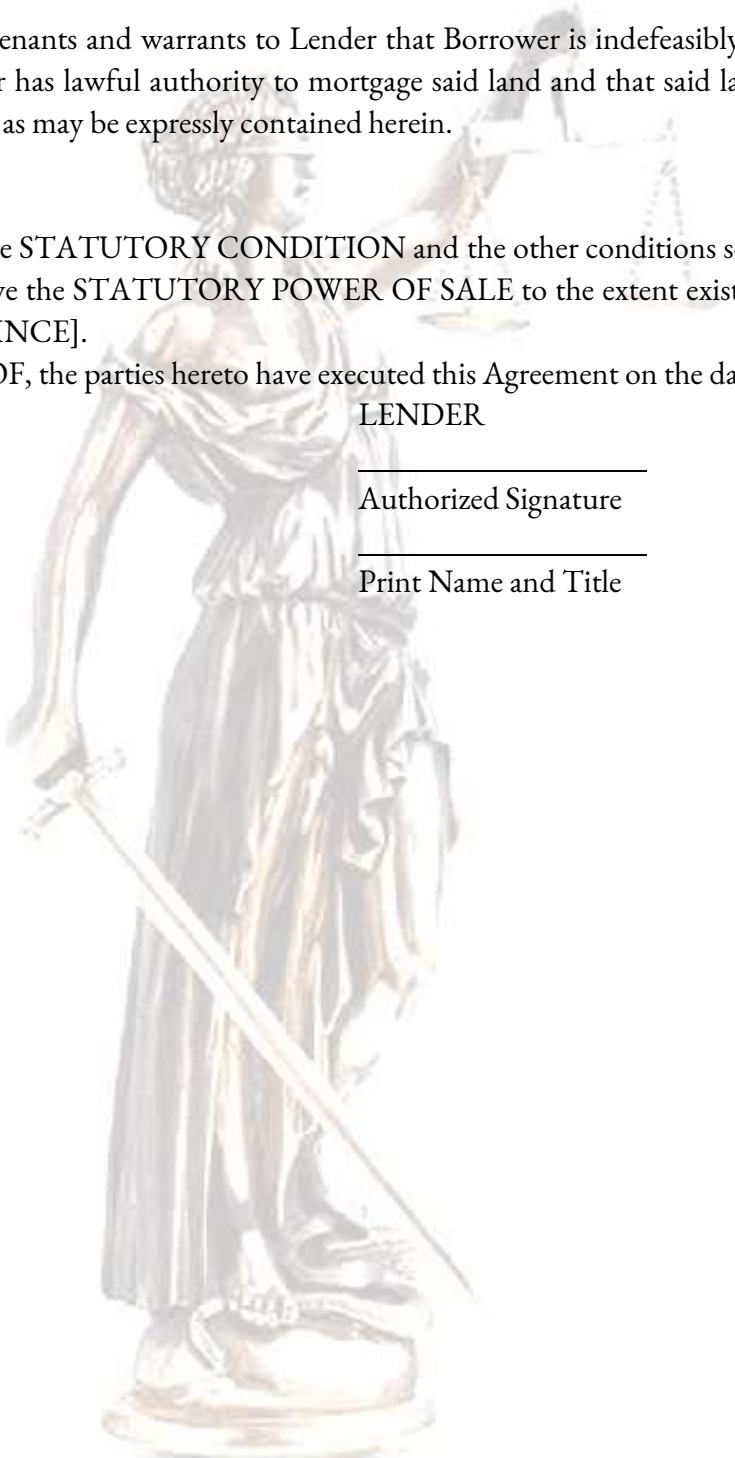 enants and warrants to Lender that Borrower is indefeasibly
r has lawful authority to mortgage said land and that said la
as may be expressly contained herein.
e STATUTORY CONDITION and the other conditions s
ve the STATUTORY POWER OF SALE to the extent exist
INCE].
OF, the parties hereto have executed this Agreement on the da
LENDER
Authorized Signature
Print Name and Title